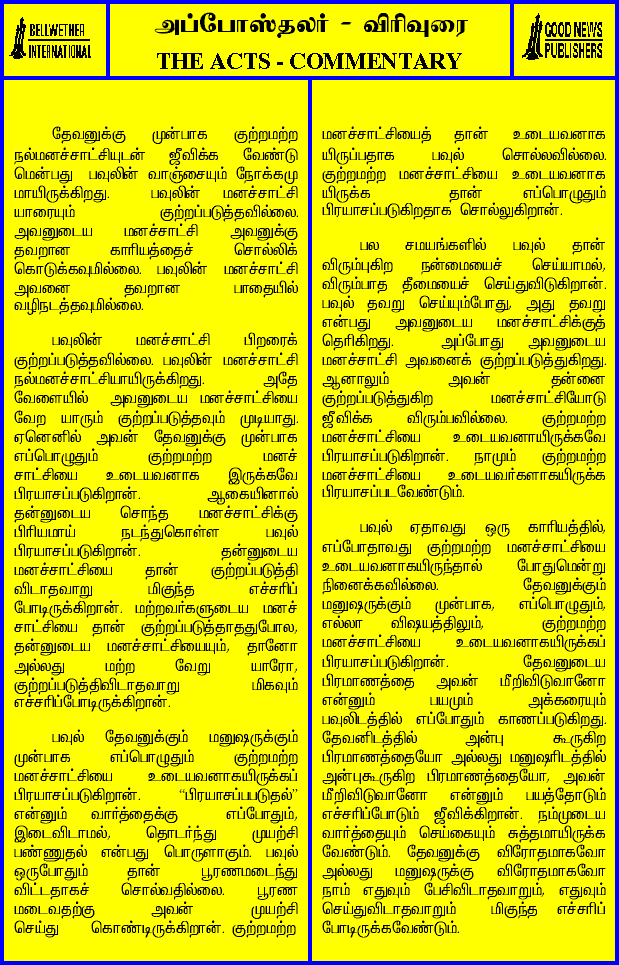 BELLWETHER
INTERNATIONAL
அப்போஸ்தலர் - விரிவுரை
THE ACTS - COMMENTARY
GOOD NEWS
PUBLISHERS
தேவனுக்கு முன்பாக குற்றமற்ற
நல்மனச்சாட்சியுடன் ஜீவிக்க வேண்டு
மென்பது பவுலின் வாஞ்சையும் நோக்கமு
மாயிருக்கிறது. பவுலின் மனச்சாட்சி
யாரையும் குற்றப்படுத்தவில்லை.
அவனுடைய மனச்சாட்சி அவனுக்கு
தவறான காரியத்தைச் சொல்லிக்
கொடுக்கவுமில்லை. பவுலின் மனச்சாட்சி
அவனை தவறான பாதையில்
வழிநடத்தவுமில்லை.
பவுலின் மனச்சாட்சி பிறரைக்
குற்றப்படுத்தவில்லை. பவுலின் மனச்சாட்சி
நல்மனச்சாட்சியாயிருக்கிறது. அதே
வேளையில் அவனுடைய மனச்சாட்சியை
வேற யாரும் குற்றப்படுத்தவும் முடியாது.
ஏனெனில் அவன் தேவனுக்கு முன்பாக
எப்பொழுதும் குற்றமற்ற மனச்
சாட்சியை உடையவனாக இருக்கவே
பிரயாசப்படுகிறான். ஆகையினால்
தன்னுடைய சொந்த மனச்சாட்சிக்கு
பிரியமாய் நடந்துகொள்ள பவுல்
பிரயாசப்படுகிறான். தன்னுடைய
மனச்சாட்சியை தான் குற்றப்படுத்தி
விடாதவாறு மிகுந்த எச்சரிப்
போடிருக்கிறான். மற்றவர்களுடைய மனச்
சாட்சியை தான் குற்றப்படுத்தாததுபோல,
தன்னுடைய மனச்சாட்சியையும், தானோ
அல்லது மற்ற வேறு யாரோ,
குற்றப்படுத்திவிடாதவாறு மிகவும்
எச்சரிப்போடிருக்கிறான்.
பவுல் தேவனுக்கும் மனுஷருக்கும்
முன்பாக எப்பொழுதும் குற்றமற்ற
மனச்சாட்சியை உடையவனாகயிருக்கப்
பிரயாசப்படுகிறான். “பிரயாசப்படுதல்”
என்னும் வார்த்தைக்கு எப்போதும்,
இடைவிடாமல், தொடர்ந்து முயற்சி
பண்ணுதல் என்பது பொருளாகும். பவுல்
ஒருபோதும் தான் பூரணமடைந்து
விட்டதாகச் சொல்வதில்லை. பூரண
மடைவதற்கு அவன் முயற்சி
செய்து கொண்டிருக்கிறான். குற்றமற்ற
மனச்சாட்சியைத் தான் உடையவனாக
யிருப்பதாக பவுல் சொல்லவில்லை.
குற்றமற்ற மனச்சாட்சியை உடையவனாக
யிருக்க தான் எப்பொழுதும்
பிரயாசப்படுகிறதாக சொல்லுகிறான்.
பல சமயங்களில் பவுல் தான்
விரும்புகிற நன்மையைச் செய்யாமல்,
விரும்பாத தீமையைச் செய்துவிடுகிறான்.
பவுல் தவறு செய்யும்போது, அது தவறு
என்பது அவனுடைய மனச்சாட்சிக்குத்
தெரிகிறது. அப்போது அவனுடைய
மனச்சாட்சி அவனைக் குற்றப்படுத்துகிறது.
ஆனாலும் அவன் தன்னை
குற்றப்படுத்துகிற மனச்சாட்சியோடு
ஜீவிக்க விரும்பவில்லை. குற்றமற்ற
மனச்சாட்சியை உடையவனாயிருக்கவே
பிரயாசப்படுகிறான். நாமும் குற்றமற்ற
மனச்சாட்சியை உடையவர்களாகயிருக்க
பிரயாசப்படவேண்டும்.
பவுல் ஏதாவது ஒரு காரியத்தில்,
எப்போதாவது குற்றமற்ற மனச்சாட்சியை
உடையவனாகயிருந்தால் போதுமென்று
நினைக்கவில்லை. தேவனுக்கும்
மனுஷருக்கும் முன்பாக, எப்பொழுதும்,
எல்லா விஷயத்திலும், குற்றமற்ற
மனச்சாட்சியை உடையவனாகயிருக்கப்
பிரயாசப்படுகிறான். தேவனுடைய
பிரமாணத்தை அவன் மீறிவிடுவானோ
என்னும் பயமும் அக்கரையும்
பவுலிடத்தில் எப்போதும் காணப்படுகிறது.
தேவனிடத்தில் அன்பு கூருகிற
பிரமாணத்தையோ அல்லது மனுஷரிடத்தில்
அன்புகூருகிற பிரமாணத்தையோ, அவன்
மீறிவிடுவானோ என்னும் பயத்தோடும்
எச்சரிப்போடும் ஜீவிக்கிறான். நம்முடைய
வார்த்தையும் செய்கையும் சுத்தமாயிருக்க
வேண்டும். தேவனுக்கு விரோதமாகவோ
அல்லது மனுஷருக்கு விரோதமாகவோ
நாம் எதுவும் பேசிவிடாதவாறும், எதுவும்
செய்துவிடாதவாறும் மிகுந்த எச்சரிப்
போடிருக்கவேண்டும்.